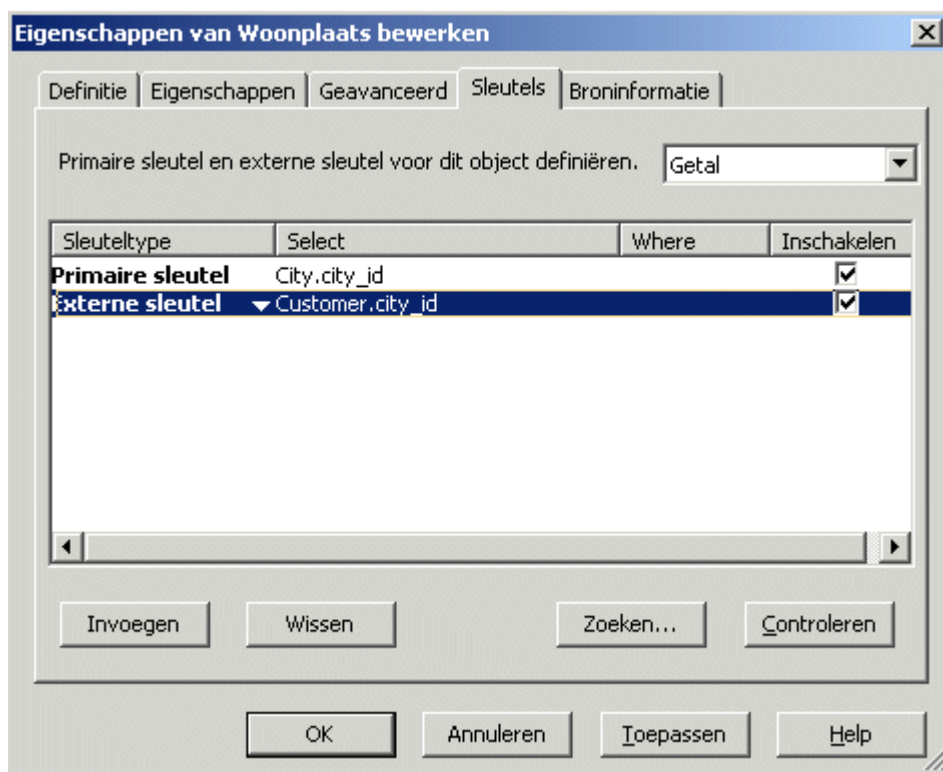 Eigenschappen van Woonplaats bewerken
Definitie Eigenschappen Geavanceerd Sleutels Broninformatie
Primaire sleutel en externe sleutel voor dit object definiëren. Getal
Sleuteltype Select Where Inschakelen
Primaire sleutel City.city_id
Externe sleutel Customer.city_id
Invoegen Wissen Zoeken... Controleren
OK Annuleren Toepassen Help